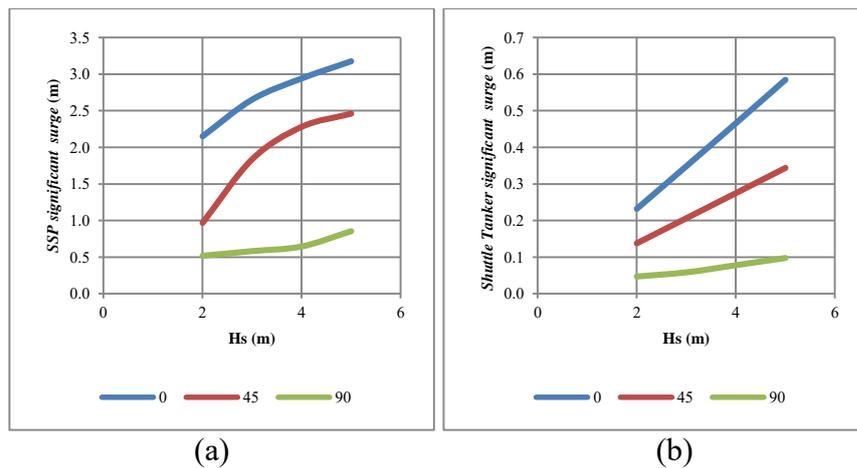 3.5
3.0
2.5
2.0
1.5
1.0
0.5
0.0
SSP significant surge (m)
0 2 4 6
Hs (m)
0 45 90
(a)
0.7
0.6
0.5
0.4
0.3
0.2
0.1
0.0
Shuttle Tanker significant surge (m)
0 2 4 6
Hs (m)
0 45 90
(b)